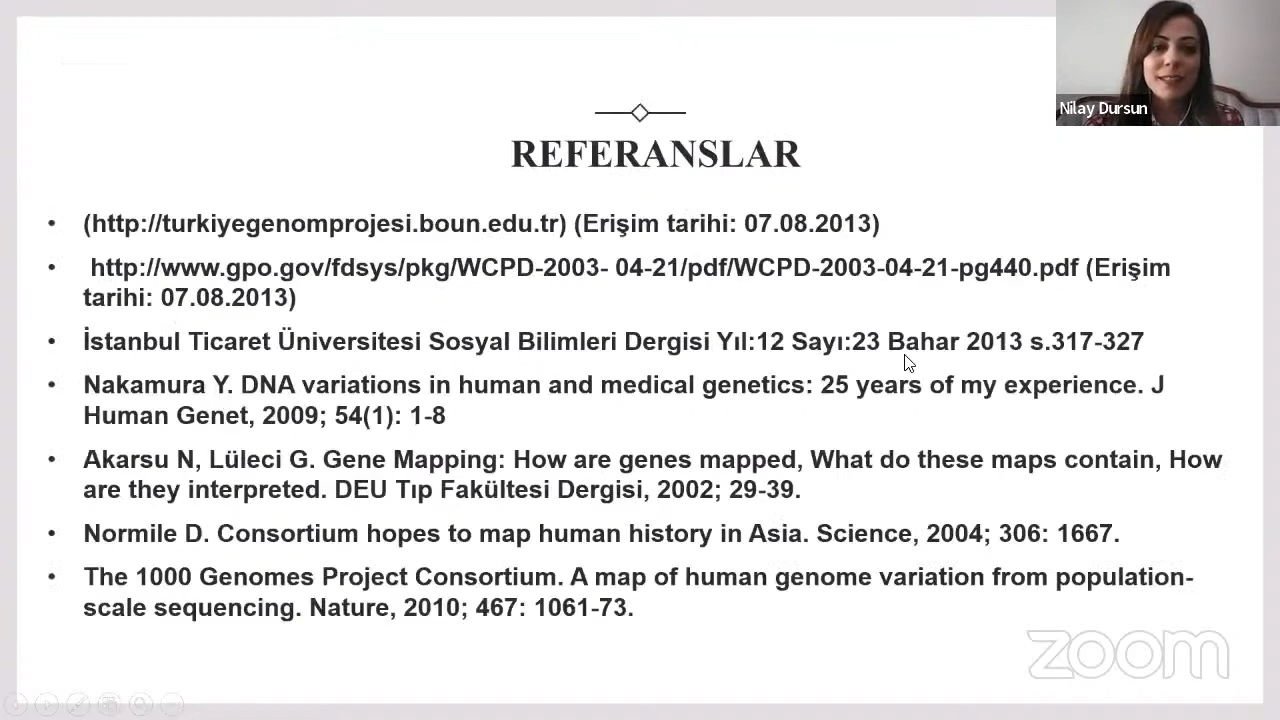 Nilay Dursun
REFERANSLAR
• (http://turkiyegenomprojesi.boun.edu.tr) (Erişim tarihi: 07.08.2013)
• http://www.gpo.gov/fdsys/pkg/WCPD-2003- 04-21/pdf/WCPD-2003-04-21-pg440.pdf (Erişim
tarihi: 07.08.2013)
• İstanbul Ticaret Üniversitesi Sosyal Bilimleri Dergisi Yıl:12 Sayı:23 Bahar 2013 s.317-327
• Nakamura Y. DNA variations in human and medical genetics: 25 years of my experience. J
Human Genet, 2009; 54(1): 1-8
• Akarsu N, Lüleci G. Gene Mapping: How are genes mapped, What do these maps contain, How
are they interpreted. DEU Tıp Fakültesi Dergisi, 2002; 29-39.
• Normile D. Consortium hopes to map human history in Asia. Science, 2004; 306: 1667.
• The 1000 Genomes Project Consortium. A map of human genome variation from population-
scale sequencing. Nature, 2010; 467: 1061-73.
zoom